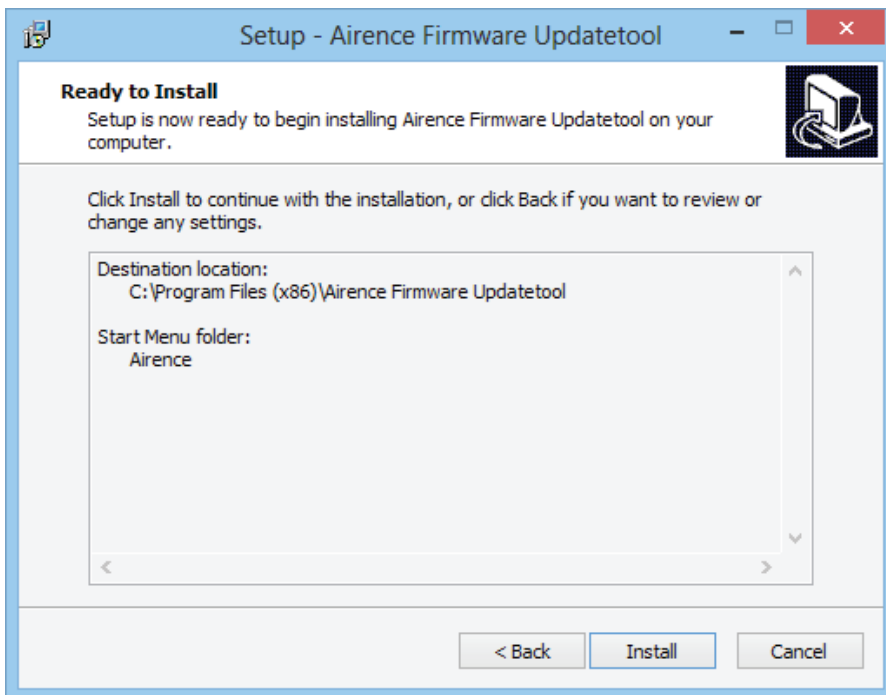 Setup - Airence Firmware Updatetool
Ready to Install
Setup is now ready to begin installing Airence Firmware Updatetool on your
computer.
Click Install to continue with the installation, or click Back if you want to review or
change any settings.
Destination location:
C:\Program Files (x86)\Airence Firmware Updatetool
Start Menu folder:
Airence
< Back
Install
Cancel